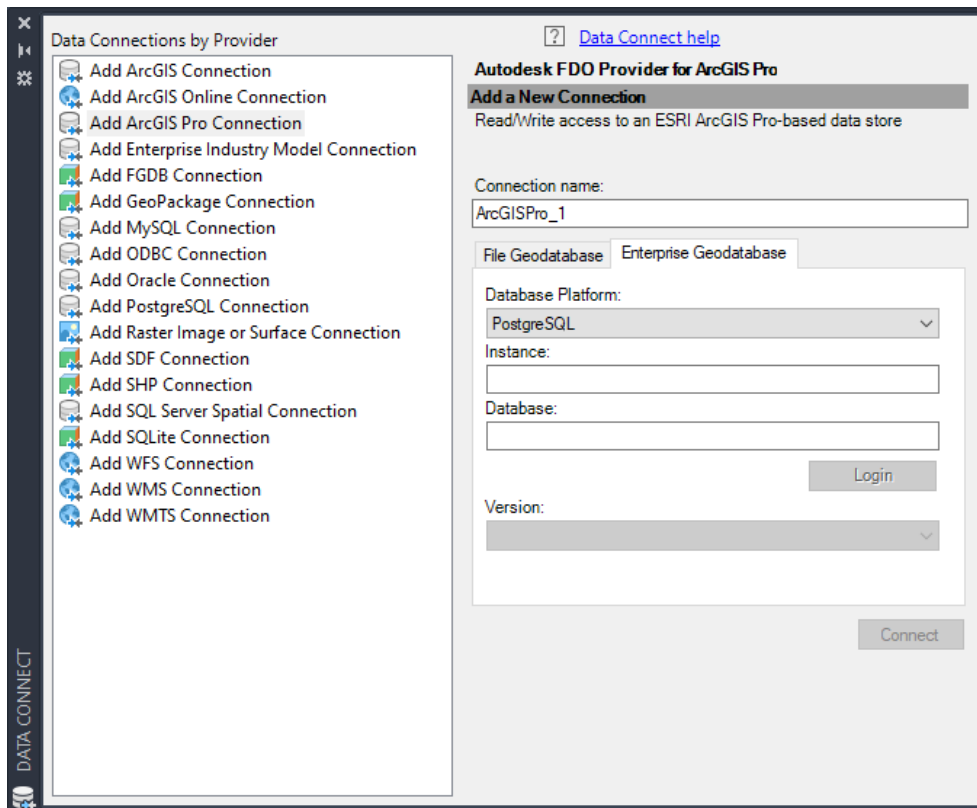 Data Connections by Provider
Add ArcGIS Connection
Add ArcGIS Online Connection
Add ArcGIS Pro Connection
Add Enterprise Industry Model Connection
Add FGDB Connection
Add GeoPackage Connection
Add MySQL Connection
Add ODBC Connection
Add Oracle Connection
Add PostgreSQL Connection
Add Raster Image or Surface Connection
Add SDF Connection
Add SHP Connection
Add SQL Server Spatial Connection
Add SQLite Connection
Add WFS Connection
Add WMS Connection
Add WMTS Connection
? Data Connect help
Autodesk FDO Provider for ArcGIS Pro
Add a New Connection
Read/Write access to an ESRI ArcGIS Pro-based data store
Connection name:
ArcGISPro_1
File Geodatabase Enterprise Geodatabase
Database Platform:
PostgreSQL
Instance:
Database:
Login
Version:
Connect
DATA CONNECT